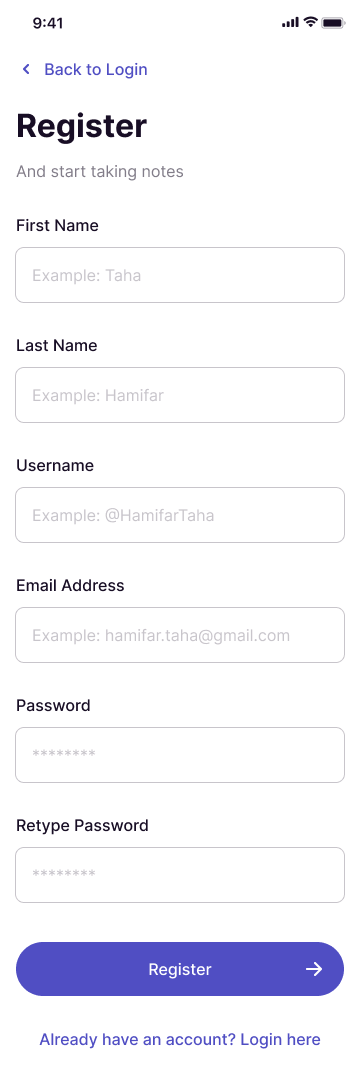 9:41
Back to Login
Register
And start taking notes
First Name
Example: Taha
Last Name
Example: Hamifar
Username
Example: @HamifarTaha
Email Address
Example: hamifar.taha@gmail.com
Password
********
Retype Password
********
Register
Already have an account? Login here